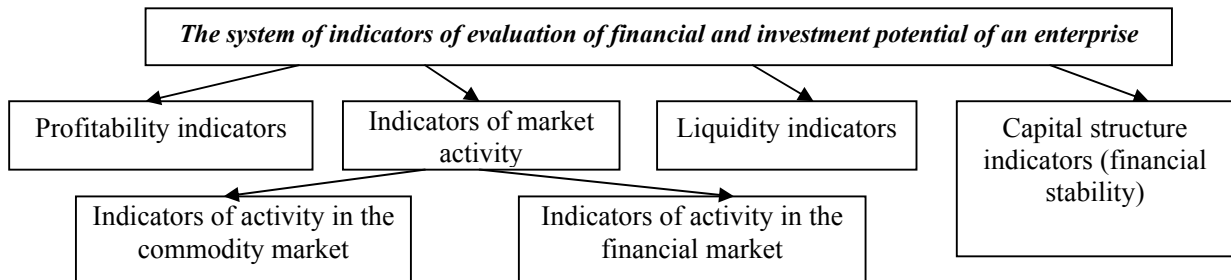 The system of indicators of evaluation of financial and investment potential of an enterprise
Profitability indicators
Indicators of market
activity
Liquidity indicators
Capital structure
indicators (financial
stability)
Indicators of activity in the
commodity market
Indicators of activity in the
financial market